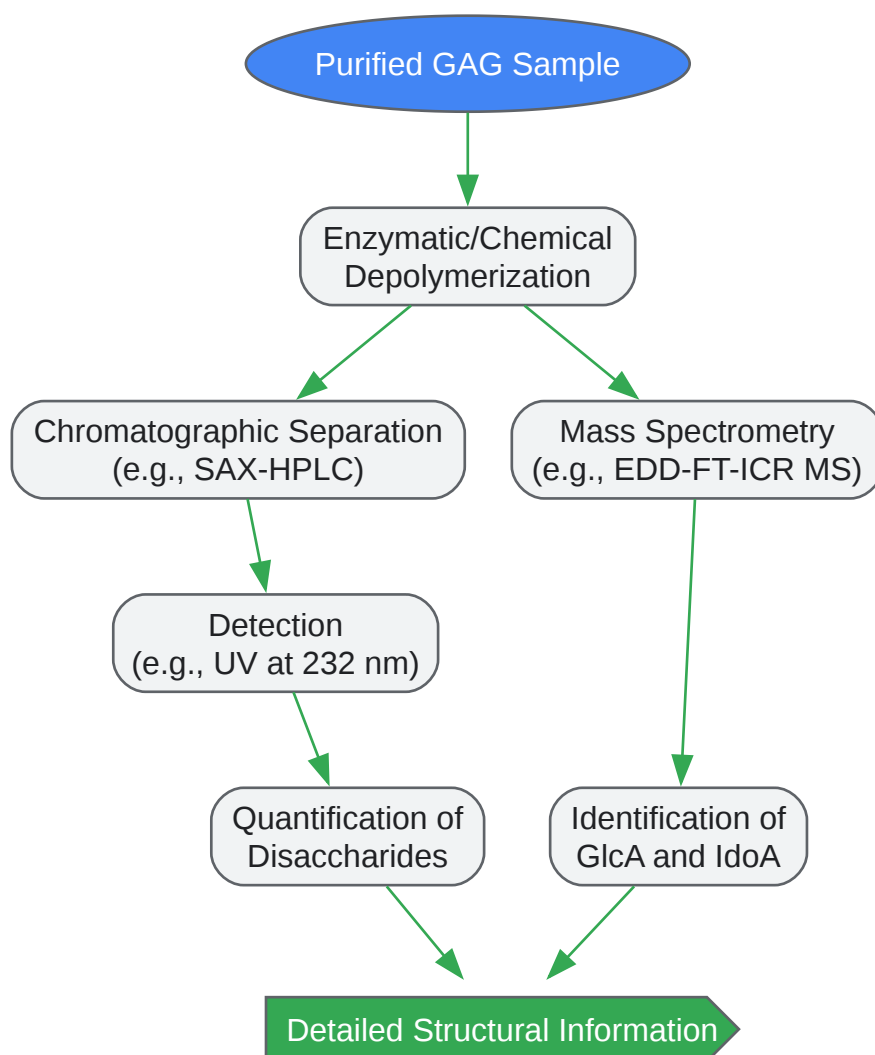 Purified GAG Sample
Enzymatic/Chemical
Depolymerization
Chromatographic Separation
(e.g., SAX-HPLC)
Mass Spectrometry
(e.g., EDD-FT-ICR MS)
Detection
(e.g., UV at 232 nm)
Quantification of
Disaccharides
Identification of
GlcA and IdoA
Detailed Structural Information